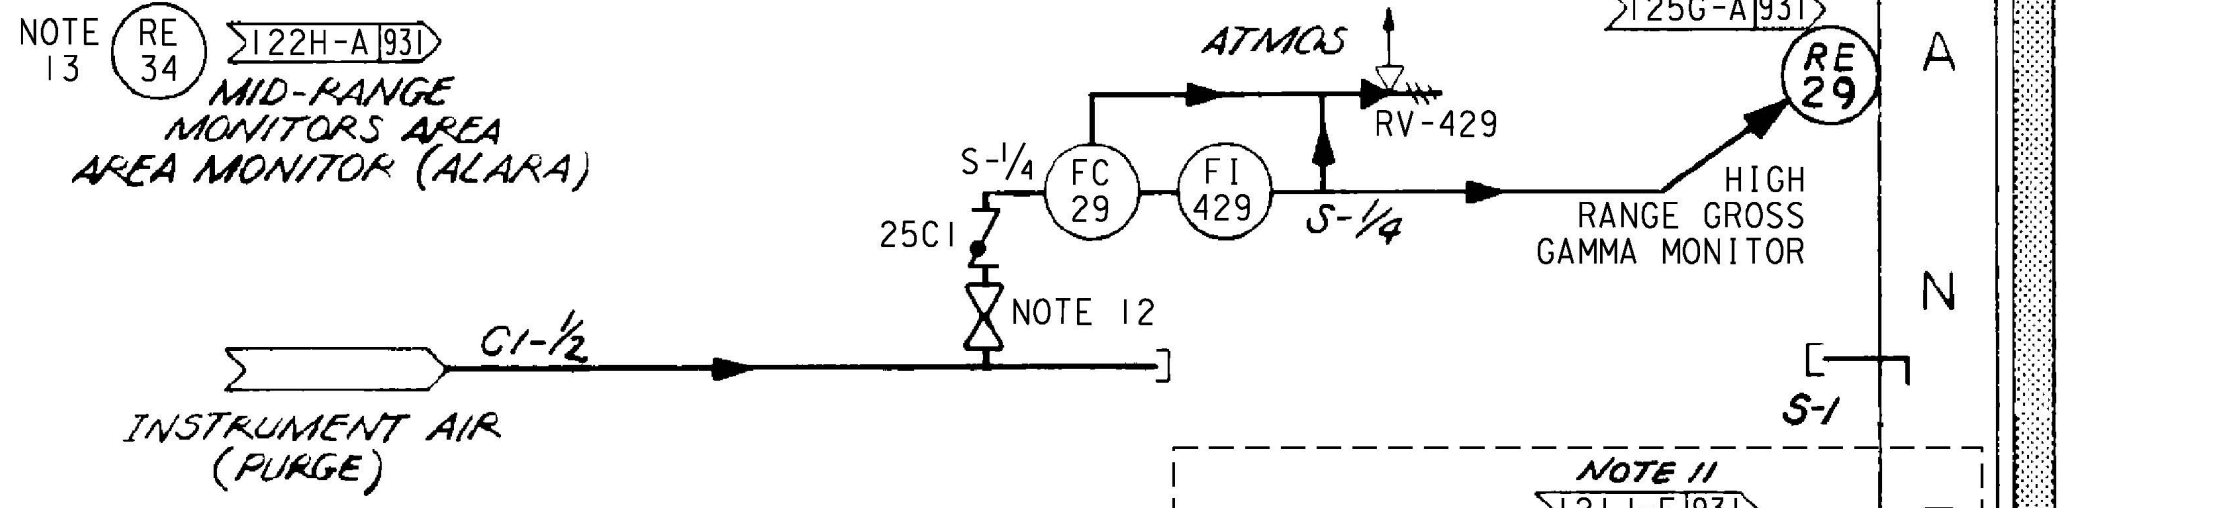 NOTE
13
RE
34
122H-A 931
MID-RANGE
MONITORS AREA
AREA MONITOR (ALARA)
ATMOS
125G-A 931
RE
29
A
RV-429
S-1/4
FC
29
FI
429
S-1/4
HIGH
RANGE GROSS
GAMMA MONITOR
25C1
NOTE 12
N
C1-1/2
INSTRUMENT AIR
(PURGE)
S-1
NOTE 11